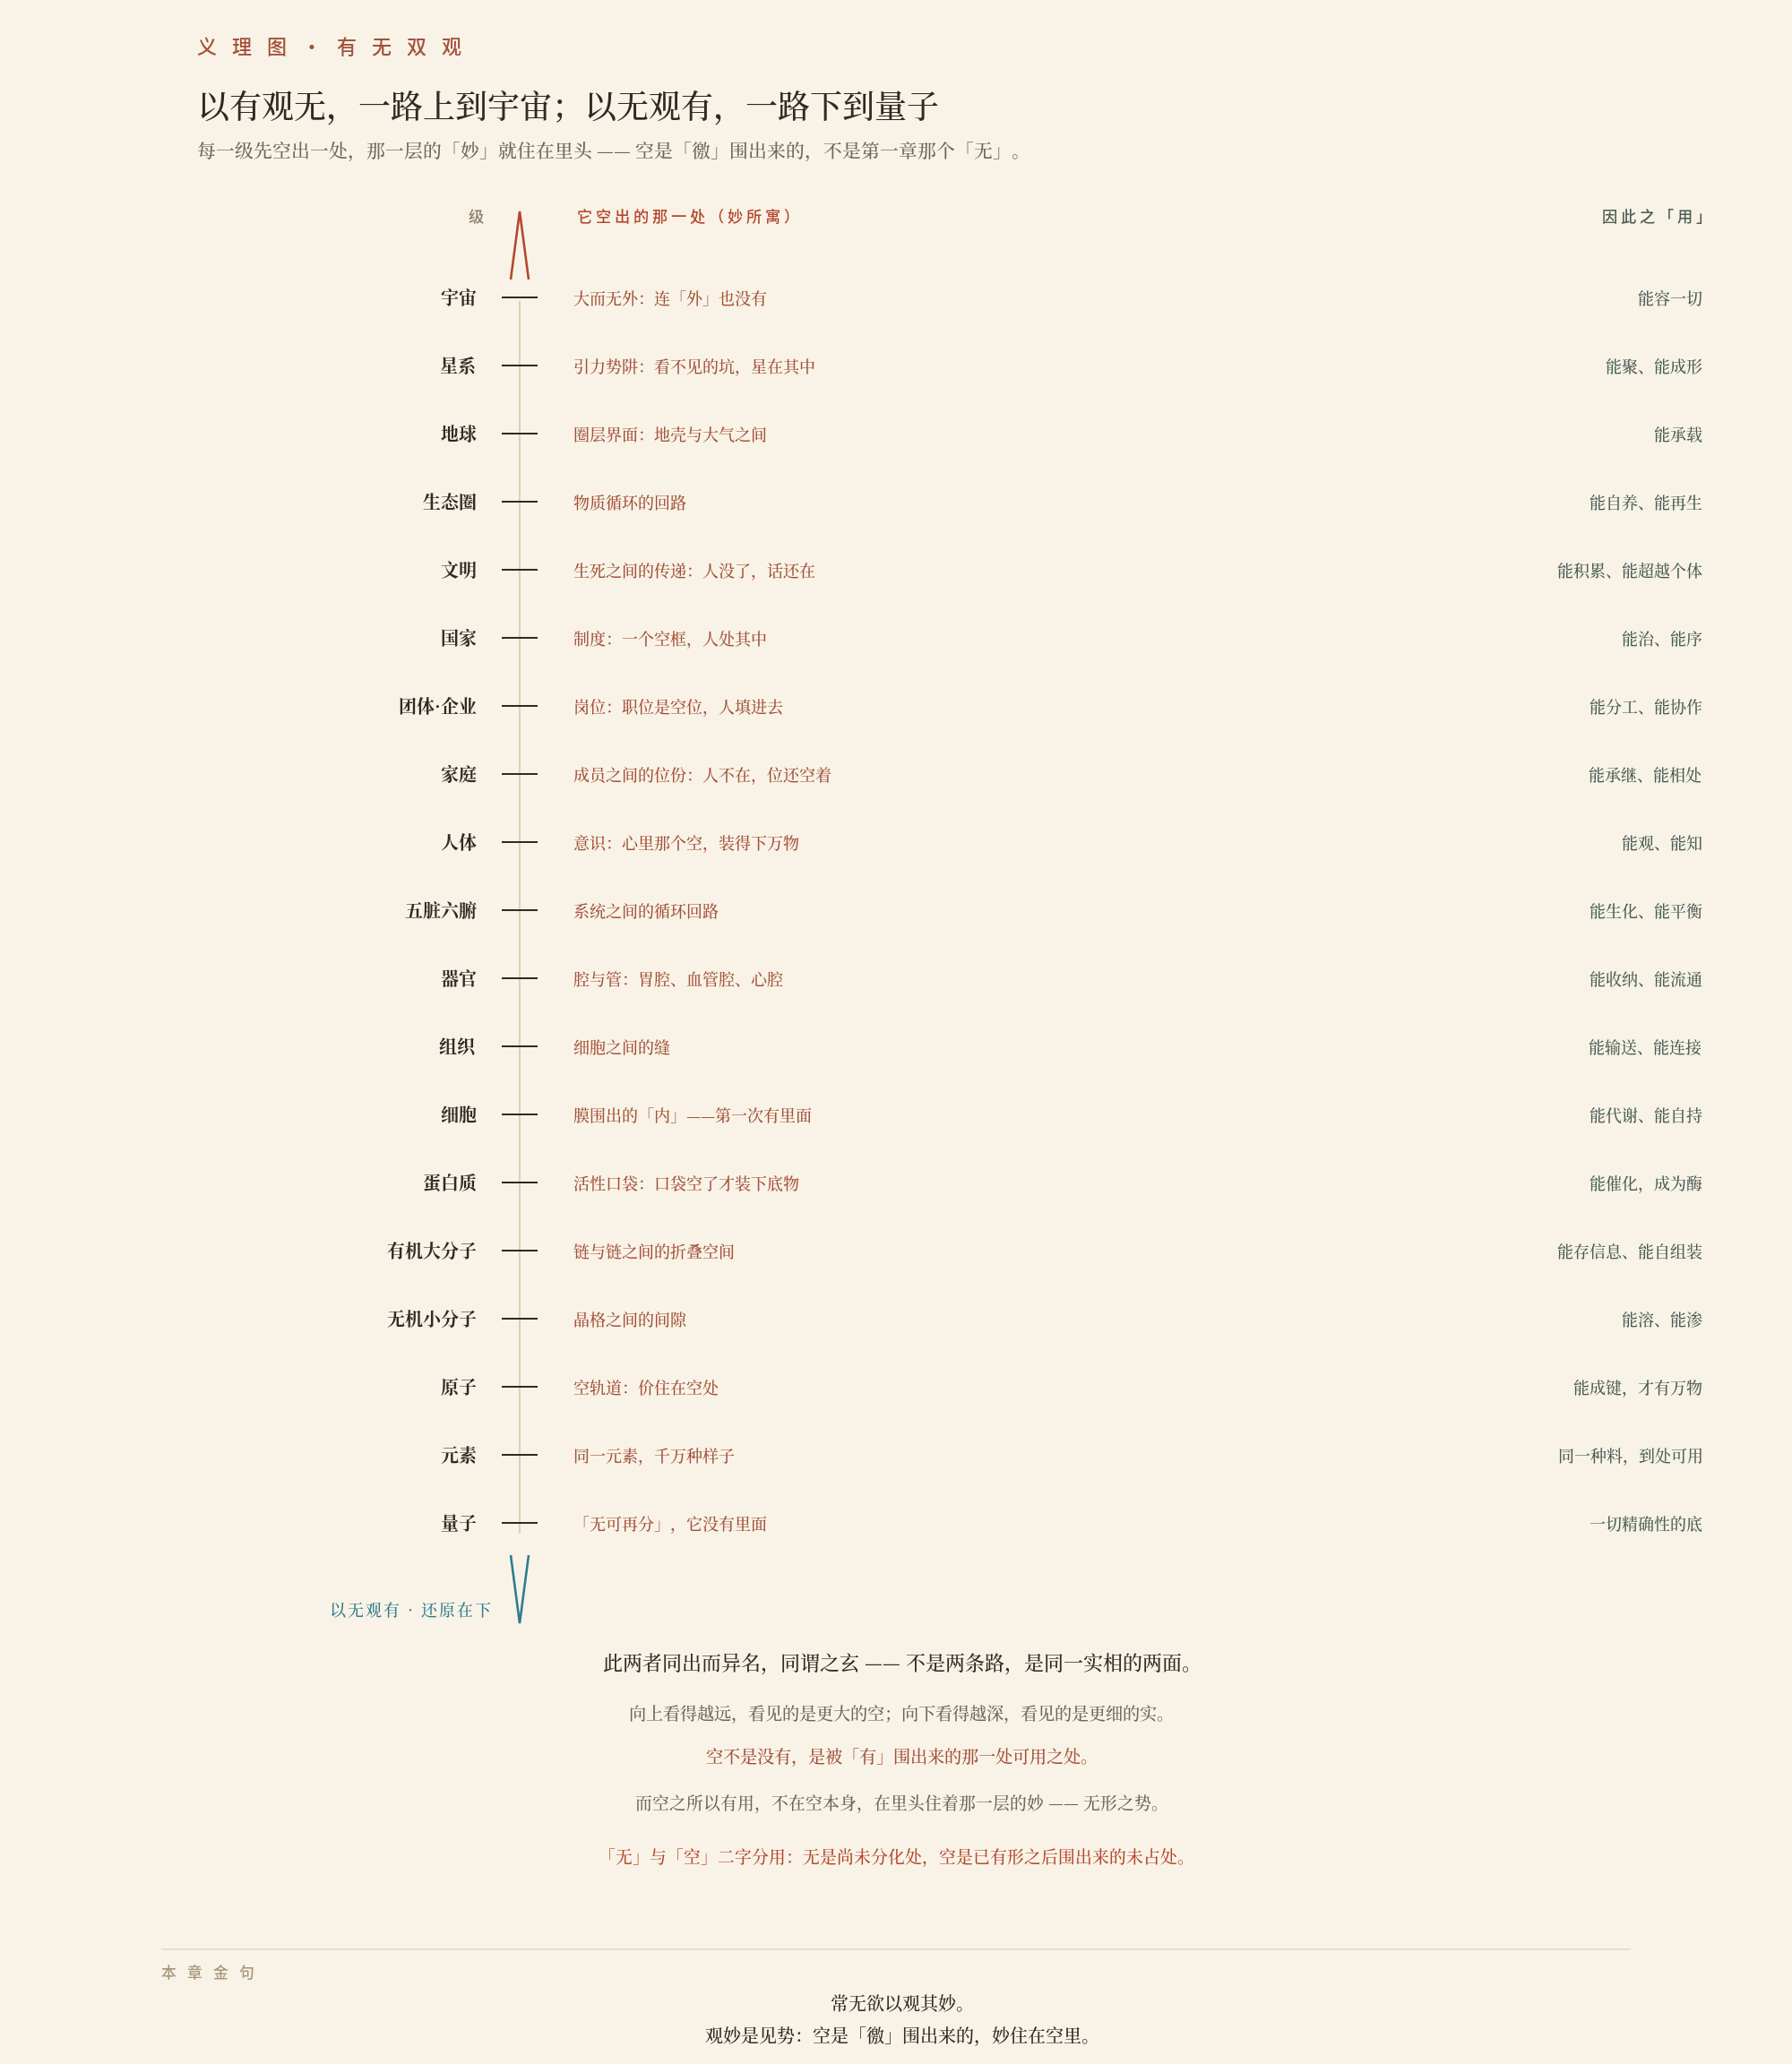 义理图·有无双观
以有观无，一路上到宇宙；以无观有，一路下到量子
每一级先空出一处，那一层的「妙」就住在里头 —— 空是「徼」围出来的，不是第一章那个「无」。
级 它空出的那一处（妙所寓） 因此之「用」
宇宙 大而无外：连「外」也没有 能容一切
星系 引力势阱：看不见的坑，星在其中 能聚、能成形
地球 圈层界面：地壳与大气之间 能承载
生态圈 物质循环的回路 能自养、能再生
文明 生死之间的传递：人没了，话还在 能积累、能超越个体
国家 制度：一个空框，人处其中 能治、能序
团体·企业 岗位：职位是空位，人填进去 能分工、能协作
家庭 成员之间的位份：人不在，位还空着 能承继、能相处
人体 意识：心里那个空，装得下万物 能观、能知
五脏六腑 系统之间的循环回路 能生化、能平衡
器官 腔与管：胃腔、血管腔、心腔 能收纳、能流通
组织 细胞之间的缝 能输送、能连接
细胞 膜围出的「内」——第一次有里面 能代谢、能自持
蛋白质 活性口袋：口袋空了才装下底物 能催化，成为酶
有机大分子 链与链之间的折叠空间 能存信息、能自组装
无机小分子 晶格之间的间隙 能溶、能渗
原子 空轨道：价住在空处 能成键，才有万物
元素 同一元素，千万种样子 同一种料，到处可用
量子 「无可再分」，它没有里面 一切精确性的底
以无观有 · 还原在下
此两者同出而异名，同谓之玄 —— 不是两条路，是同一实相的两面。
向上看得越远，看见的是更大的空；向下看得越深，看见的是更细的实。
空不是没有，是被「有」围出来的那一处可用之处。
而空之所以有用，不在空本身，在里头住着那一层的妙 —— 无形之势。
「无」与「空」二字分用：无是尚未分化处，空是已有形之后围出来的未占处。
本章金句
常无欲以观其妙。
观妙是见势：空是「徼」围出来的，妙住在空里。